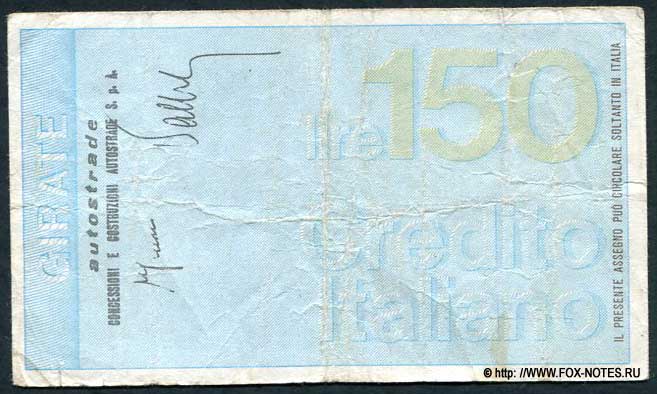 GIRATE
autostrade
CONCESSIONI E COSTRUZIONI AUTOSTRADE S. p. A.
lire 150
Credito
Italiano
IL PRESENTE ASSEGNO PUÒ CIRCOLARE SOLTANTO IN ITALIA
© http://www.FOX-NOTES.RU